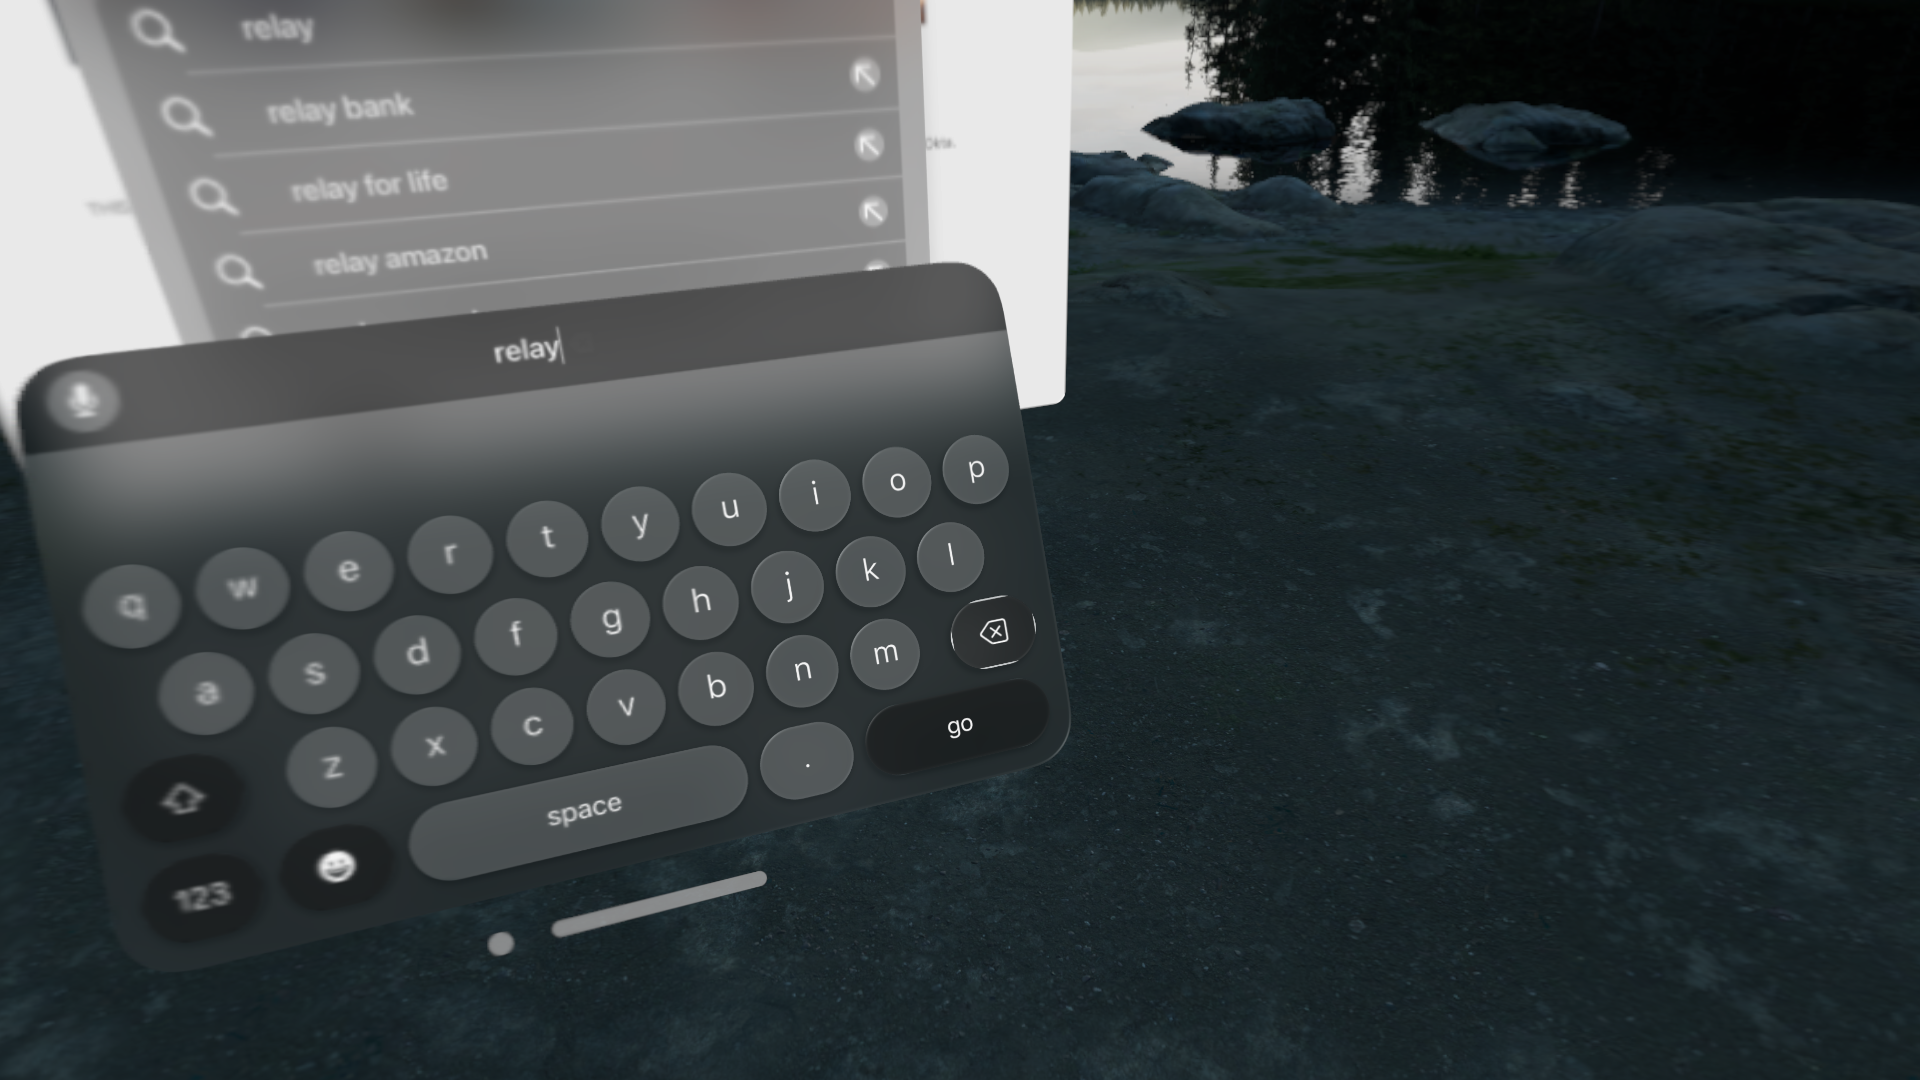 relay
relay bank
relay for life
relay amazon
relay
q w e r t y u i o p
a s d f g h j k l
z x c v b n m
space . go
123